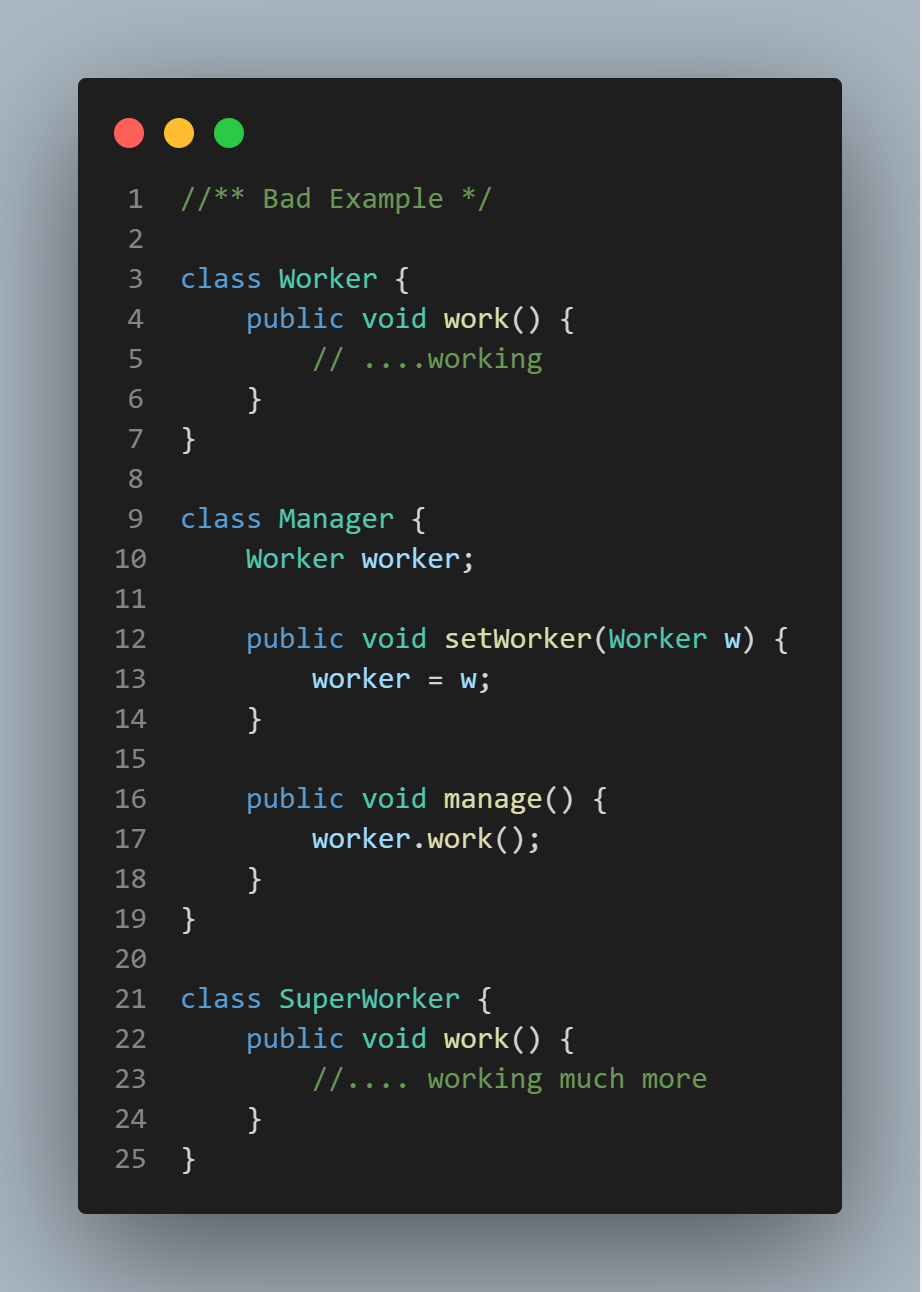 1 //** Bad Example */
2
3 class Worker {
4     public void work() {
5         // ....working
6     }
7 }
8
9 class Manager {
10     Worker worker;
11
12     public void setWorker(Worker w) {
13         worker = w;
14     }
15
16     public void manage() {
17         worker.work();
18     }
19 }
20
21 class SuperWorker {
22     public void work() {
23         //.... working much more
24     }
25 }